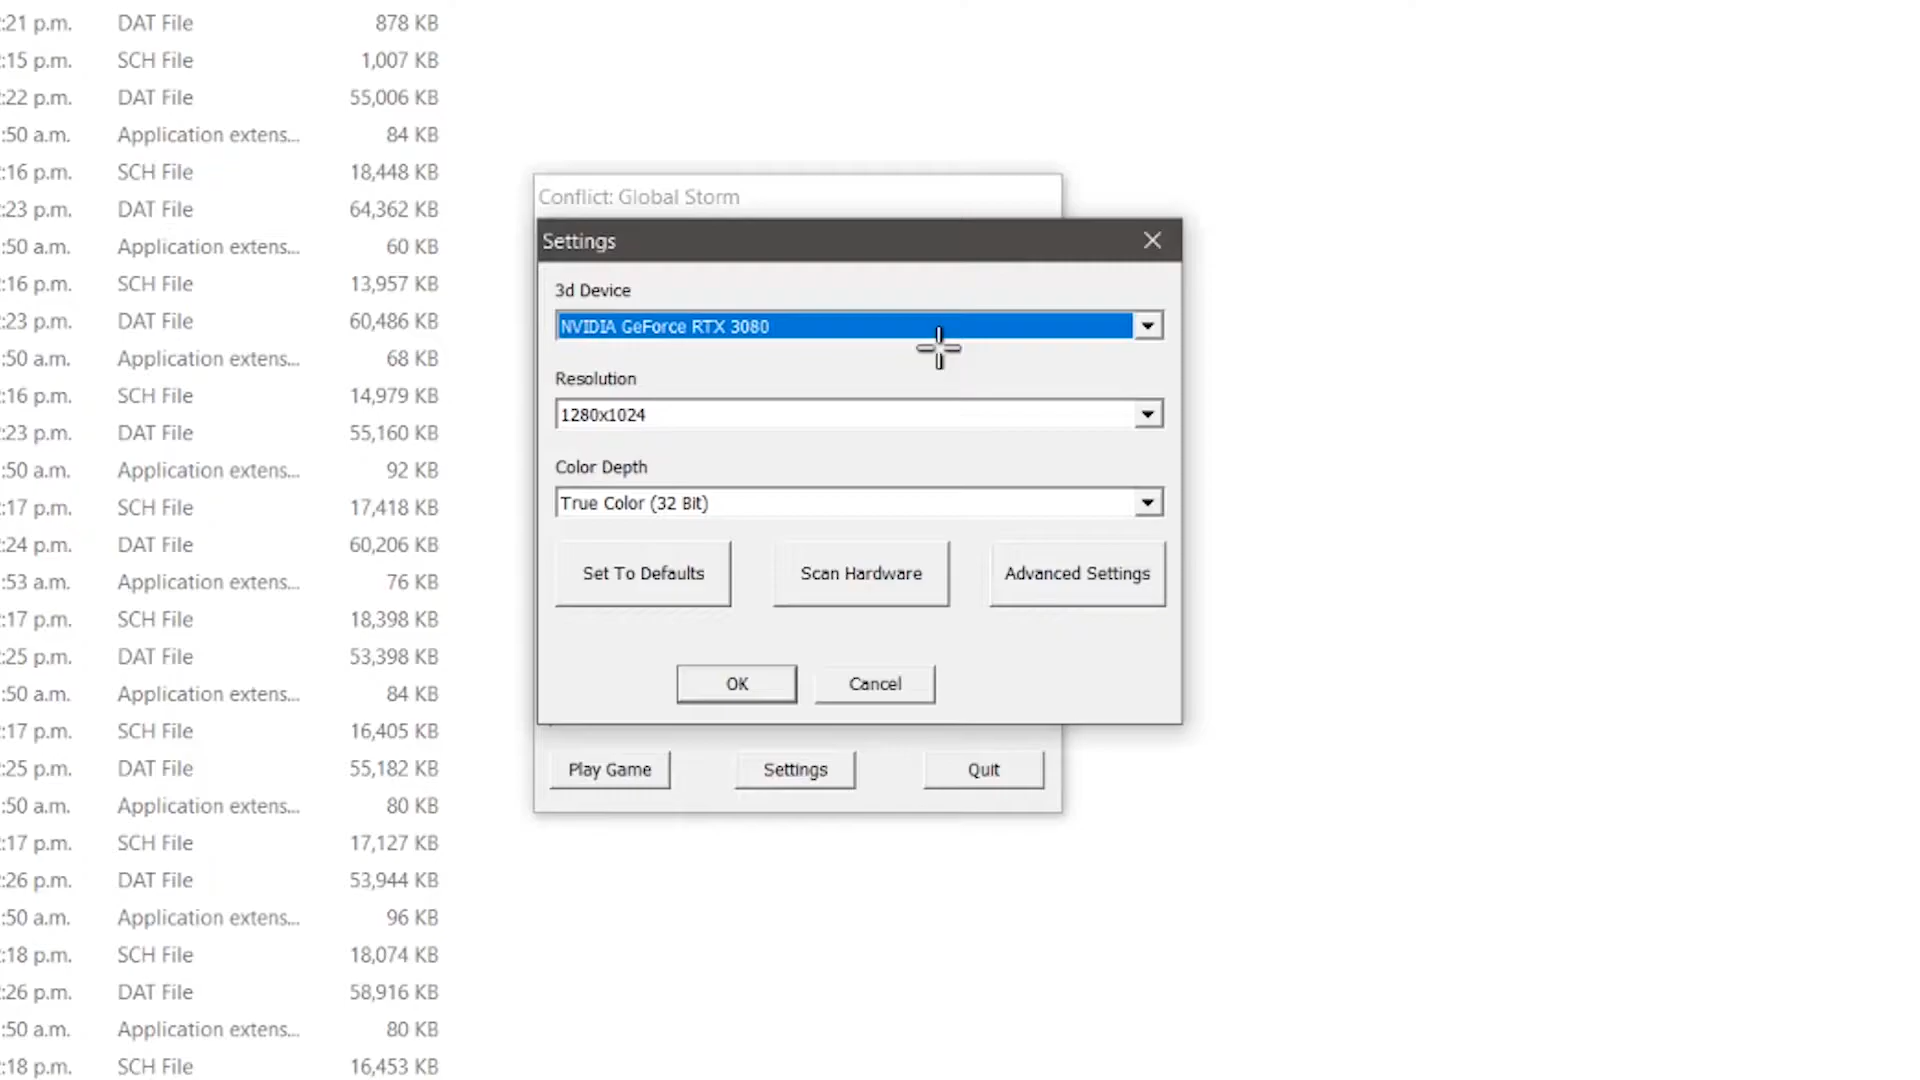 :21 p.m. DAT File 878 KB
:15 p.m. SCH File 1,007 KB
:22 p.m. DAT File 55,006 KB
:50 a.m. Application extens... 84 KB
:16 p.m. SCH File 18,448 KB
:23 p.m. DAT File 64,362 KB
:50 a.m. Application extens... 60 KB
:16 p.m. SCH File 13,957 KB
:23 p.m. DAT File 60,486 KB
:50 a.m. Application extens... 68 KB
:16 p.m. SCH File 14,979 KB
:23 p.m. DAT File 55,160 KB
:50 a.m. Application extens... 92 KB
:17 p.m. SCH File 17,418 KB
:24 p.m. DAT File 60,206 KB
:53 a.m. Application extens... 76 KB
:17 p.m. SCH File 18,398 KB
:25 p.m. DAT File 53,398 KB
:50 a.m. Application extens... 84 KB
:17 p.m. SCH File 16,405 KB
:25 p.m. DAT File 55,182 KB
:50 a.m. Application extens... 80 KB
:17 p.m. SCH File 17,127 KB
:26 p.m. DAT File 53,944 KB
:50 a.m. Application extens... 96 KB
:18 p.m. SCH File 18,074 KB
:26 p.m. DAT File 58,916 KB
:50 a.m. Application extens... 80 KB
:18 p.m. SCH File 16,453 KB
Conflict: Global Storm
Settings
3d Device
NVIDIA GeForce RTX 3080
Resolution
1280x1024
Color Depth
True Color (32 Bit)
Set To Defaults Scan Hardware Advanced Settings
OK Cancel
Play Game Settings Quit